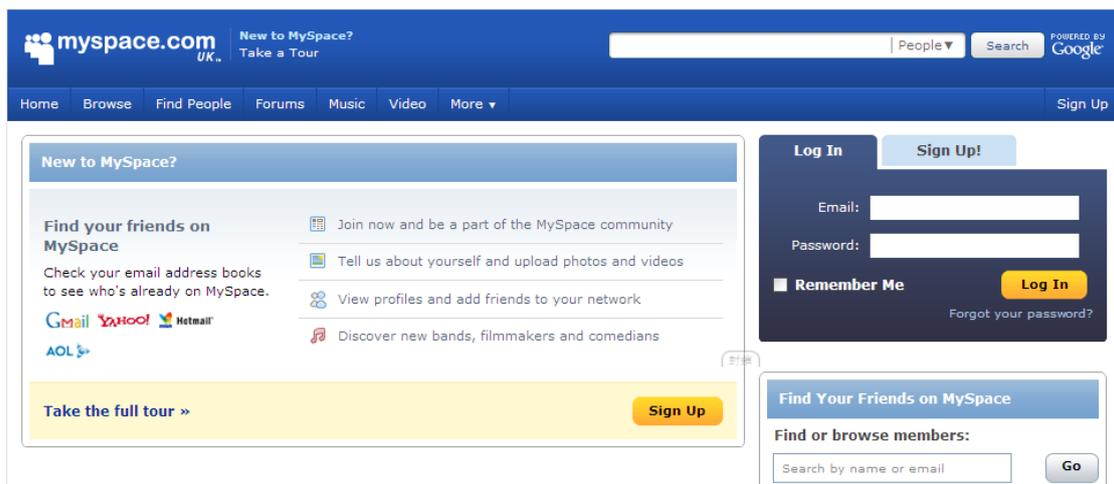 myspace.com
UK
New to MySpace?
Take a Tour
People▼
Search
POWERED BY
Google
Home Browse Find People Forums Music Video More ▼ Sign Up
New to MySpace?
Find your friends on
MySpace
Check your email address books
to see who's already on MySpace.
Gmail YAHOO! Hotmail
AOL
Join now and be a part of the MySpace community
Tell us about yourself and upload photos and videos
View profiles and add friends to your network
Discover new bands, filmmakers and comedians
Take the full tour »
Sign Up
Log In Sign Up!
Email:
Password:
Remember Me Log In
Forgot your password?
Find Your Friends on MySpace
Find or browse members:
Search by name or email Go